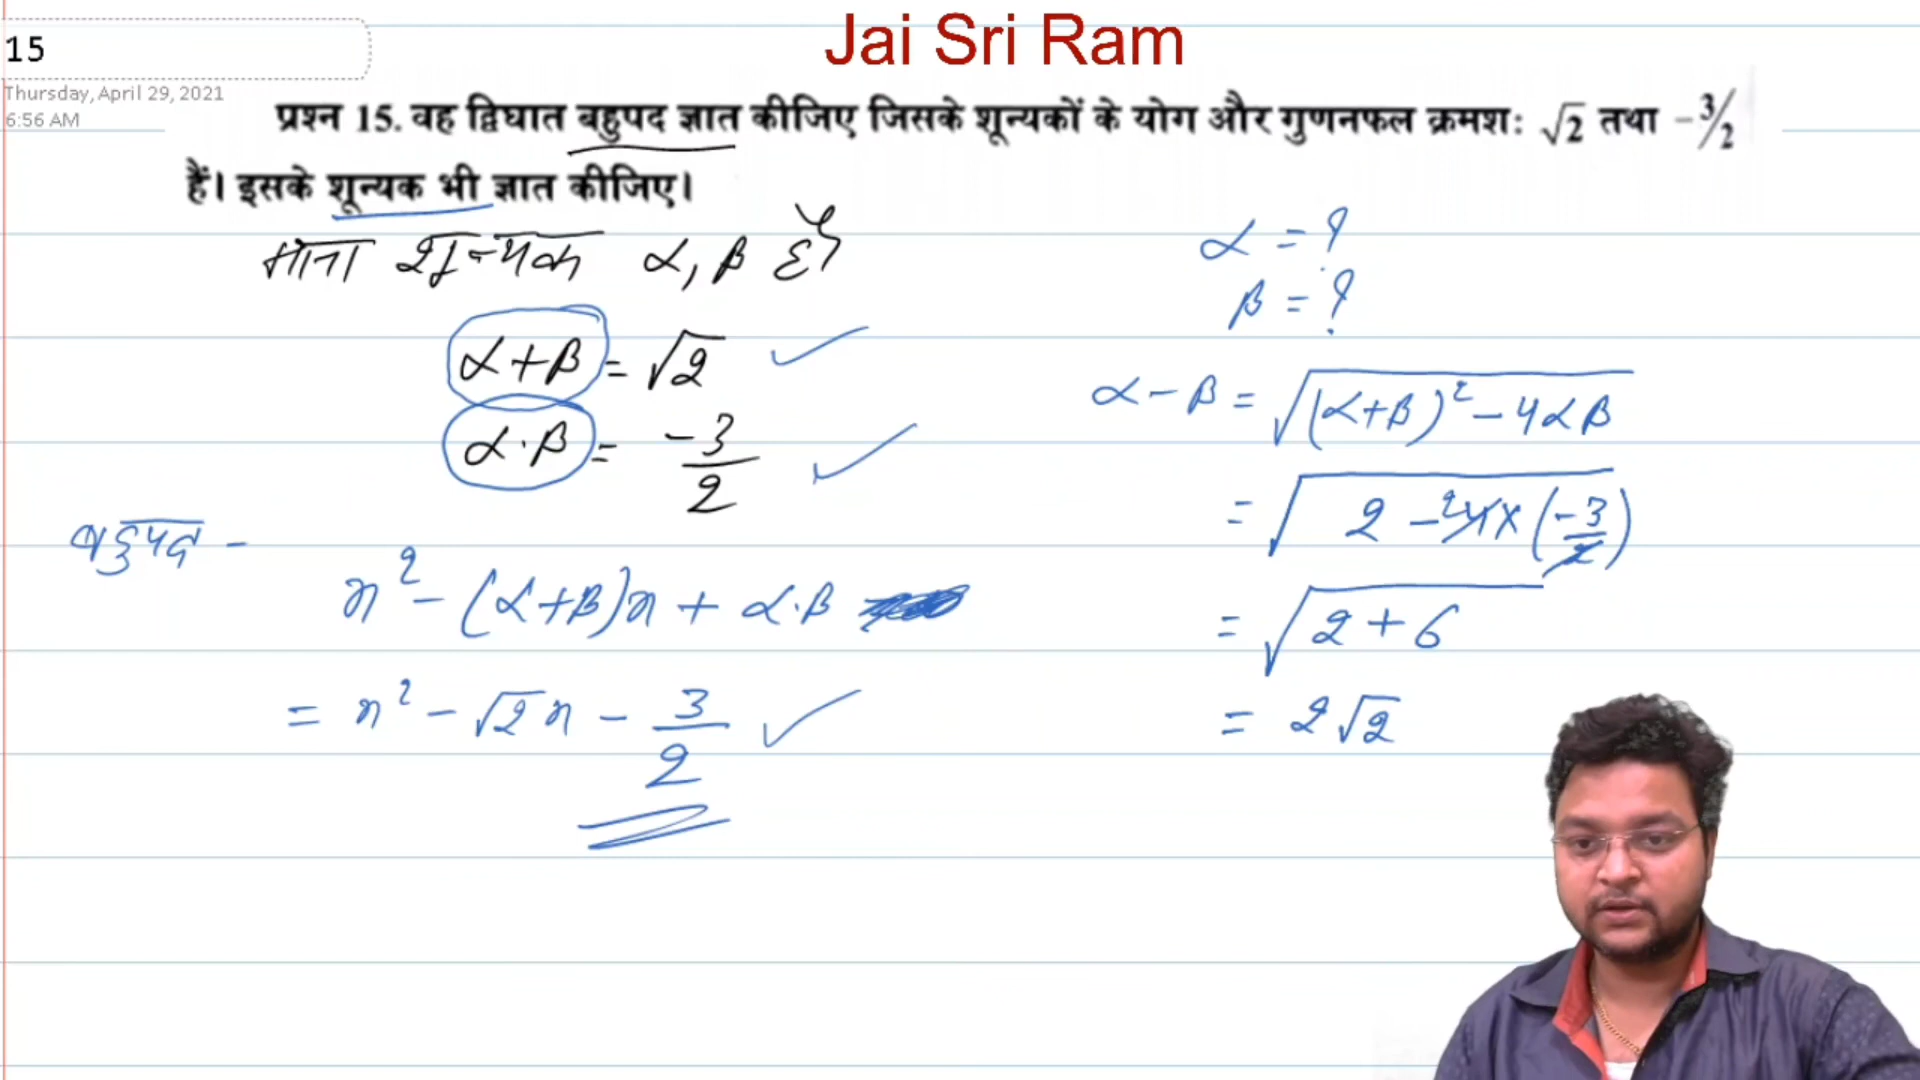 Jai Sri Ram
15
Thursday, April 29, 2021
6:56 AM
प्रश्न 15. वह द्विघात बहुपद ज्ञात कीजिए जिसके शून्यकों के योग और गुणनफल क्रमशः √2 तथा -3/2
हैं। इसके शून्यक भी ज्ञात कीजिए।
माना शून्यक α, β है
α+β = √2
α·β = -3/2
बहुपद -
x² - (α+β)x + α·β
= x² - √2x - 3/2
α = ?
β = ?
α - β = √(α+β)² - 4αβ
= √2 - 4 2 × (-3/2)
= √2 + 6
= 2√2